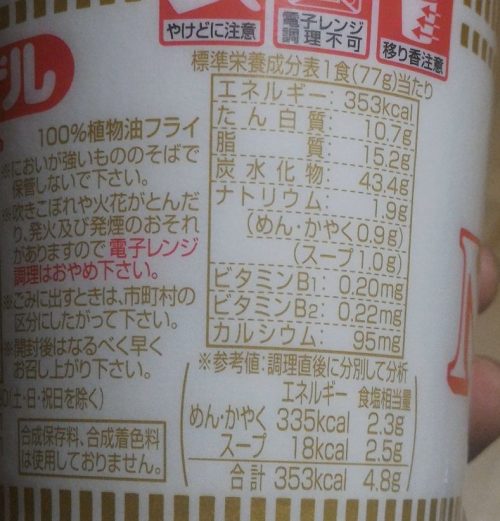 やけどに注意
電子レンジ
調理不可
移り香注意
標準栄養成分表1食(77g)当たり
エネルギー: 353kcal
たん白質: 10.7g
脂質: 15.2g
炭水化物: 43.4g
ナトリウム: 1.9g
(めん・かやく0.9g)
(スープ1.0g)
ビタミンB1: 0.20mg
ビタミンB2: 0.22mg
カルシウム: 95mg
※参考値:調理直後に分別して分析
エネルギー 食塩相当量
めん・かやく 335kcal 2.3g
スープ 18kcal 2.5g
合計 353kcal 4.8g
ドル
100%植物油フライ
※においが強いもののそばで
保管しないで下さい。
※吹きこぼれや火花がとんだ
り、発火及び発煙のおそれ
がありますので電子レンジ
調理はおやめ下さい。
※ごみに出すときは、市町村の
区分にしたがって下さい。
※開封後はなるべく早く
お召し上がり下さい。
(土・日・祝日を除く)
合成保存料、合成着色料
は使用しておりません。